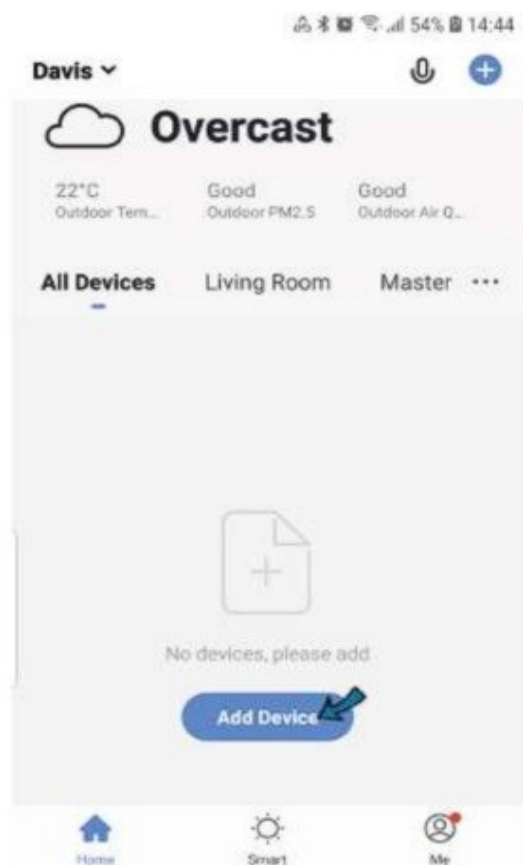 54% 14:44
Davis
Overcast
22°C Good Good
Outdoor Tem... Outdoor PM2.5 Outdoor Air Q...
All Devices Living Room Master ...
No devices, please add
Add Device
Home Smart Me